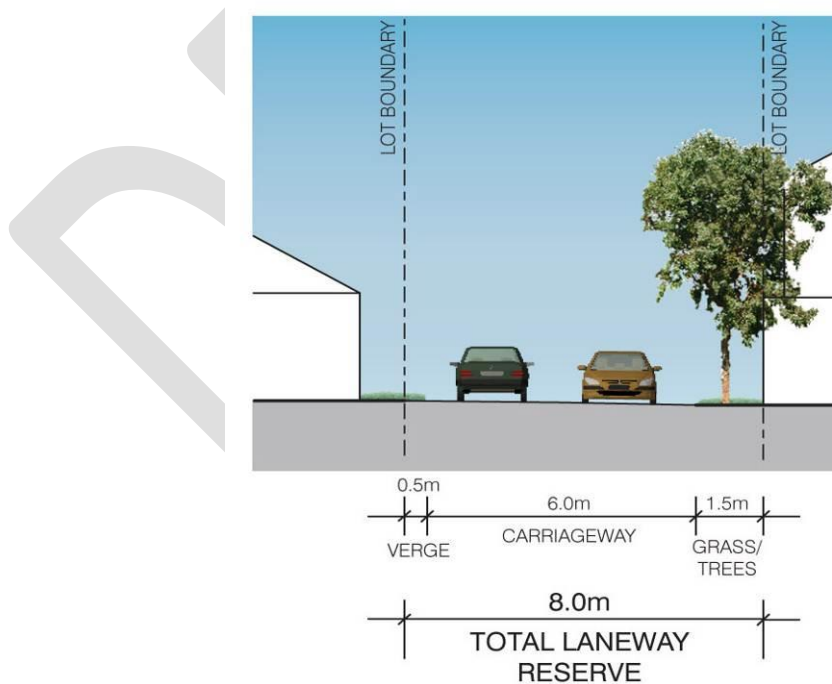 LOT BOUNDARY
LOT BOUNDARY
0.5m
6.0m
1.5m
VERGE
CARRIAGEWAY
GRASS/
TREES
8.0m
TOTAL LANEWAY
RESERVE